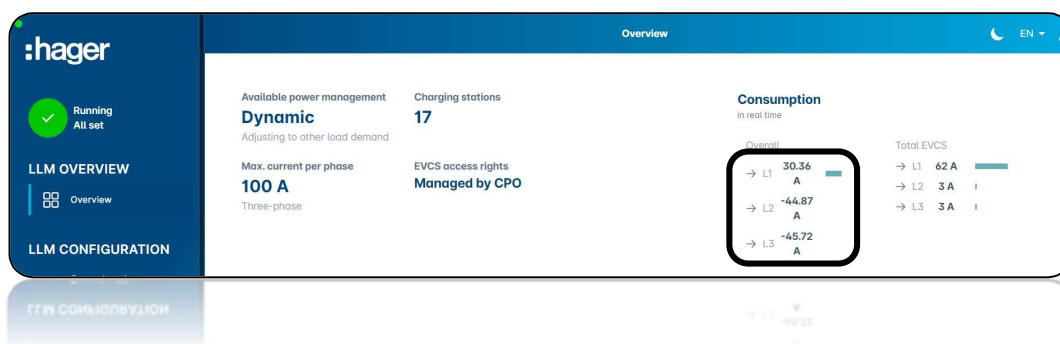 Overview
EN
:hager
Running
All set
LLM OVERVIEW
Overview
LLM CONFIGURATION
Available power management
Dynamic
Adjusting to other load demand
Charging stations
17
Max. current per phase
100 A
Three-phase
EVCS access rights
Managed by CPO
Consumption
in real time
Overall
→ L1 30.36 A
→ L2 -44.87 A
→ L3 -45.72 A
Total EVCS
→ L1 62 A
→ L2 3 A
→ L3 3 A